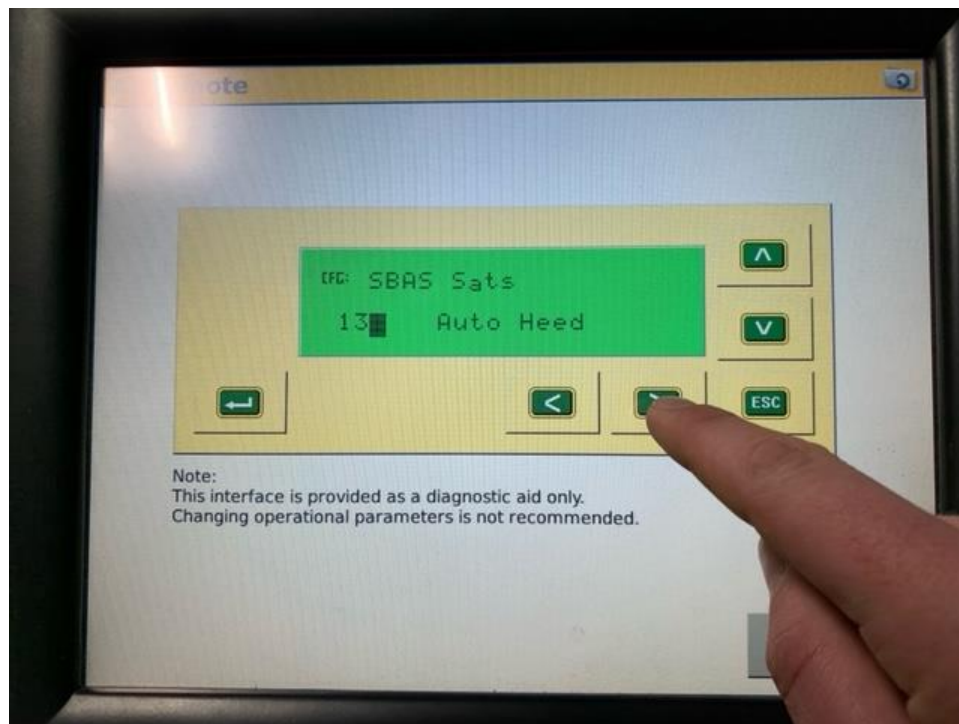 ote
CFG: SBAS Sats
13 Auto Heed
ESC
Note:
This interface is provided as a diagnostic aid only.
Changing operational parameters is not recommended.